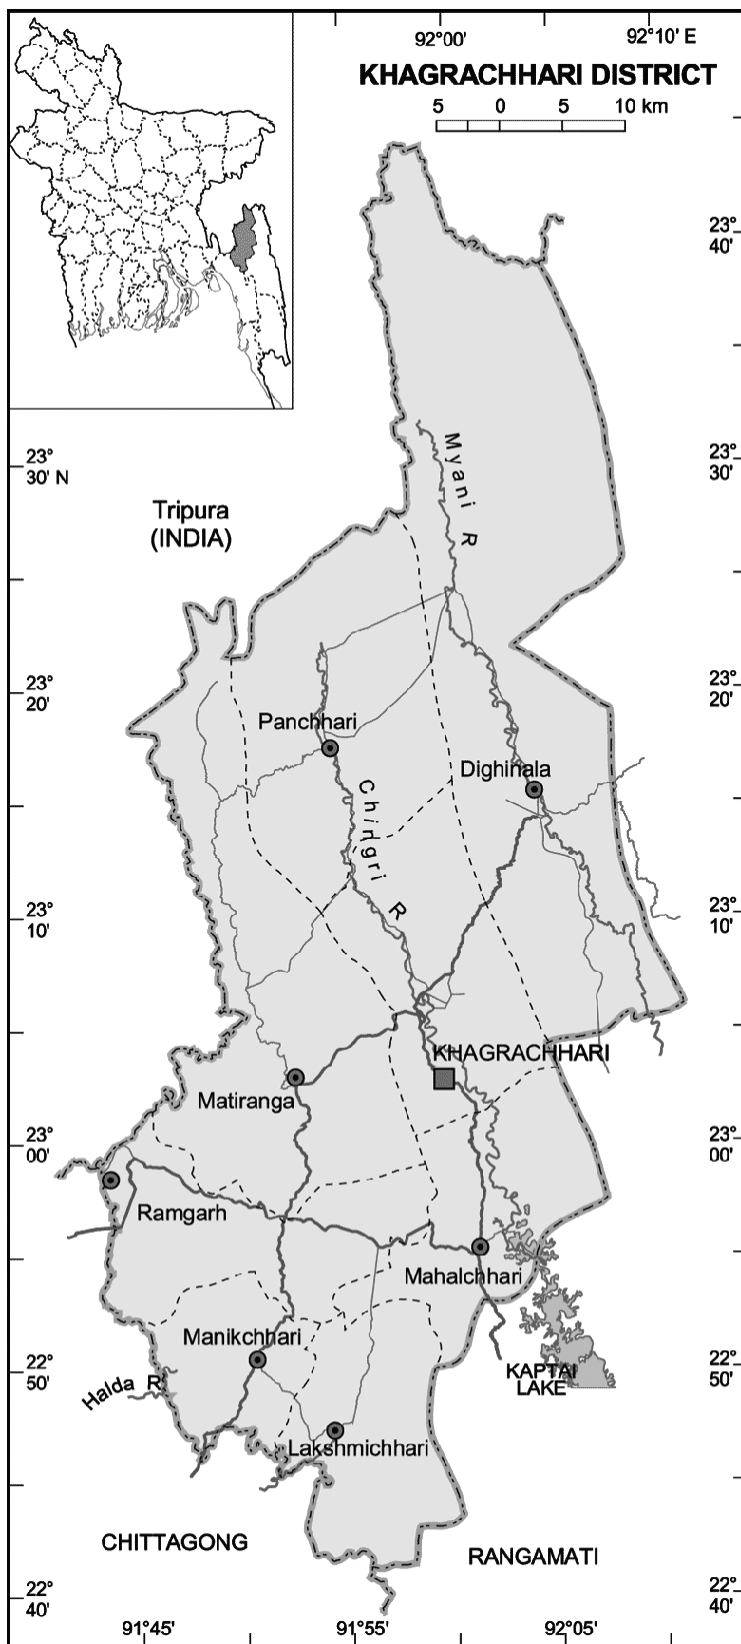 92°00' 92°10' E
KHAGRACHHARI DISTRICT
5 0 5 10 km
23°
40'
Myani R
23°
30' N
23°
30'
Tripura
(INDIA)
23°
20'
23°
20'
Panchhari
Dighinala
Chingri R
23°
10'
23°
10'
KHAGRACHHARI
Matiranga
23°
00'
23°
00'
Ramgarh
Mahalchhari
Manikchhari
22°
50'
KAPTAI
LAKE
22°
50'
Halda R
Lakshmichhari
CHITTAGONG
RANGAMATI
22°
40'
22°
40'
91°45' 91°55' 92°05'